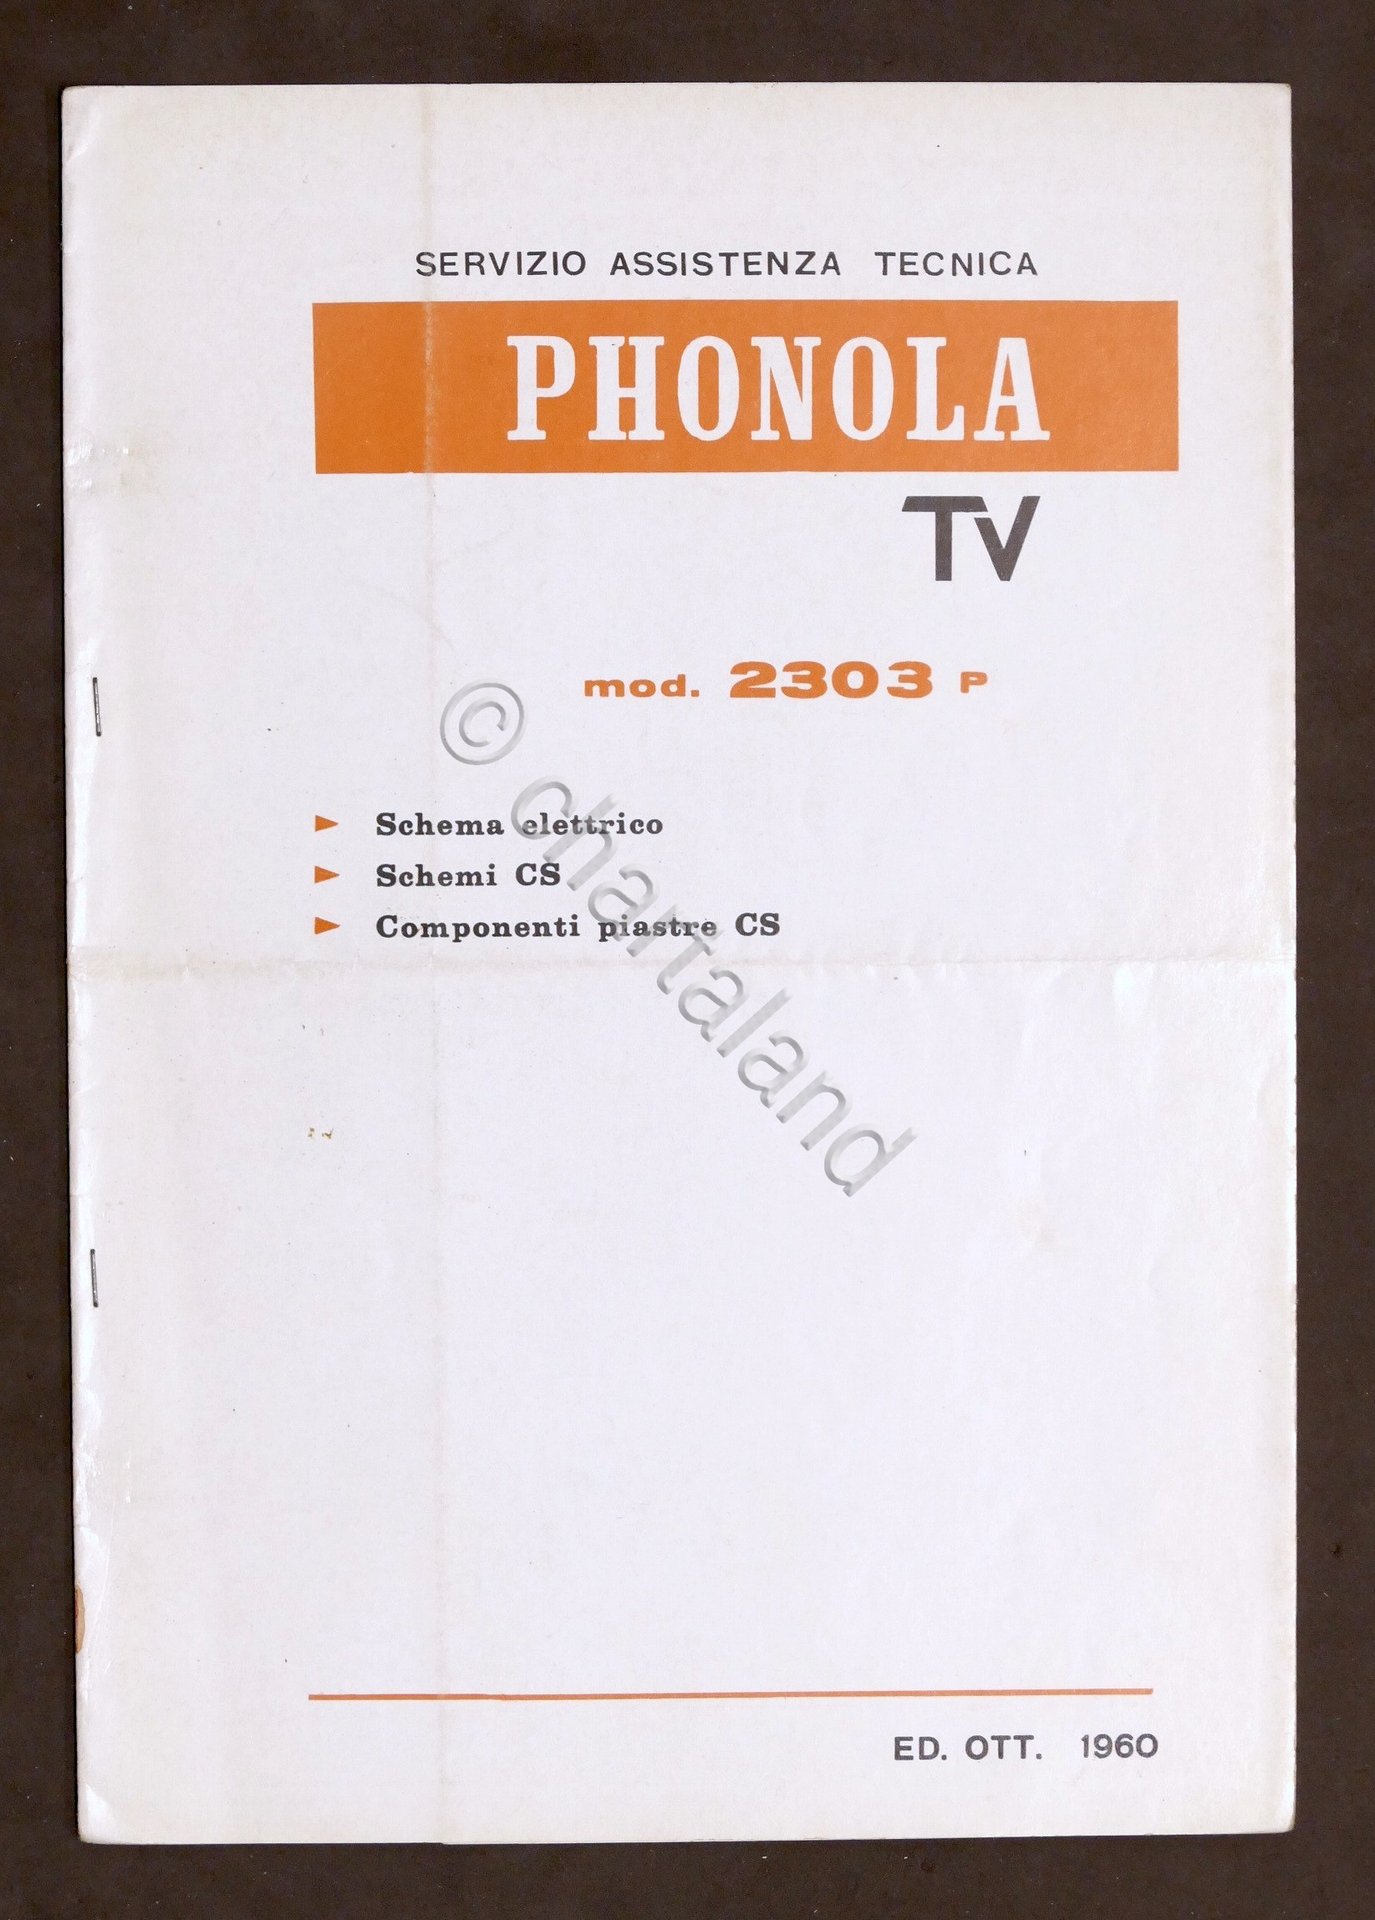 SERVIZIO ASSISTENZA TECNICA
PHONOLA
TV
mod. 2303 P
Schema elettrico
Schemi CS
Componenti piastre CS
© chartaland
ED. OTT. 1960